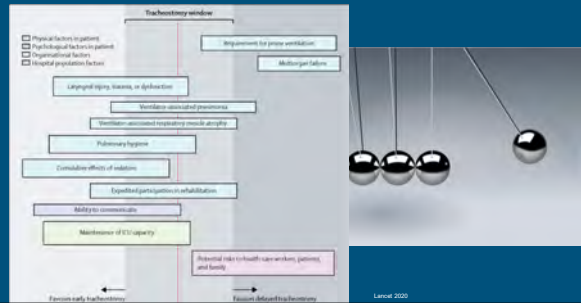 Tracheostomy window
Physical factors in patient
Psychological factors in patient
Organisational factors
Hospital population factors
Requirement for prone ventilation
Multiorgan failure
Laryngeal injury, trauma, or dysfunction
Ventilator-associated pneumonia
Ventilator-associated respiratory muscle atrophy
Pulmonary hygiene
Cumulative effects of sedation
Expedited participation in rehabilitation
Ability to communicate
Maintenance of ICU capacity
Potential risks to health-care workers, patients,
and family
Favours early tracheostomy
Favours delayed tracheostomy
Lancet 2020